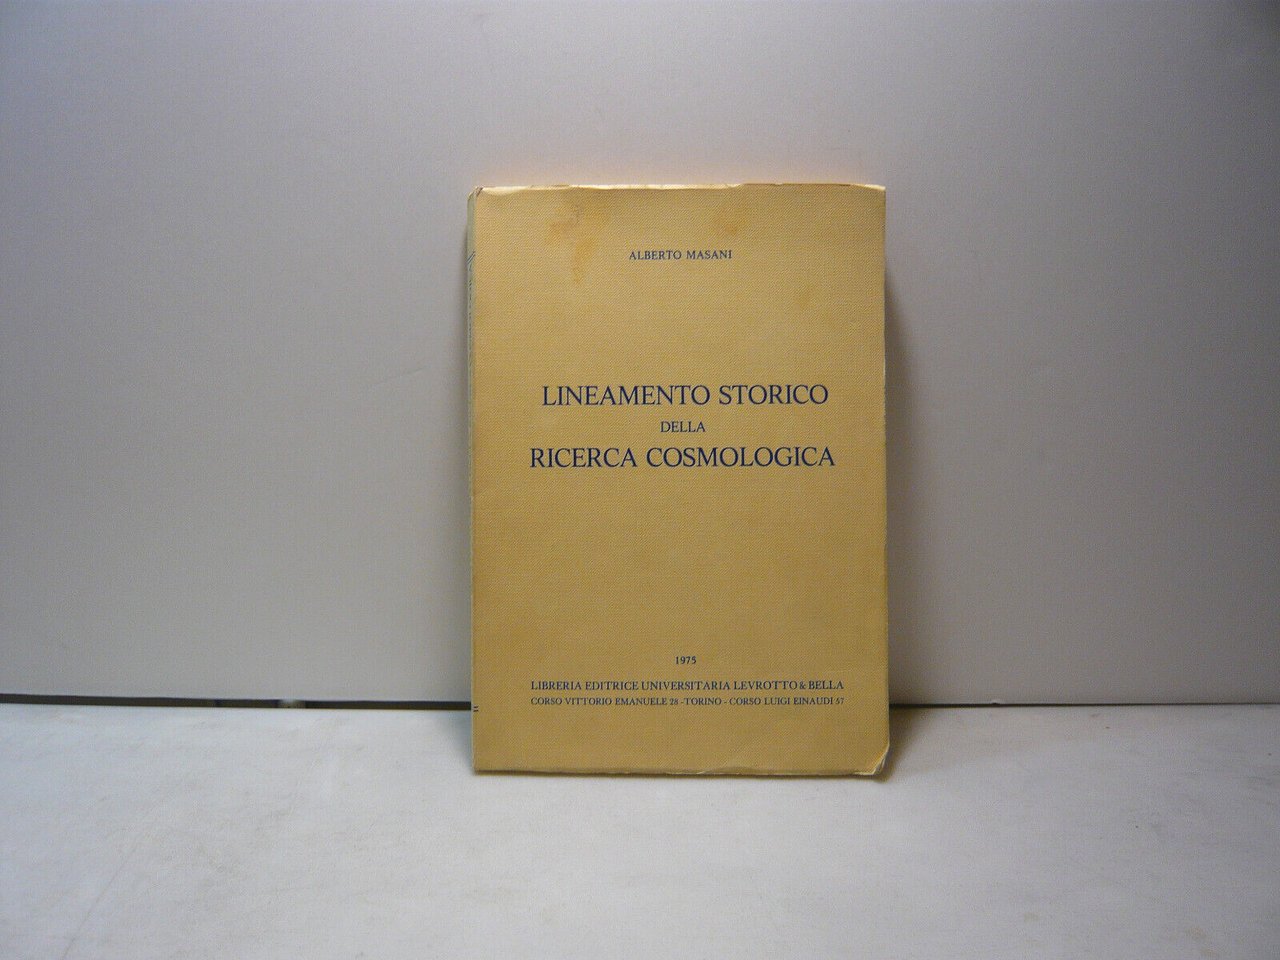 ALBERTO MASANI
LINEAMENTO STORICO
DELLA
RICERCA COSMOLOGICA
1975
LIBRERIA EDITRICE UNIVERSITARIA LEVROTTO & BELLA
CORSO VITTORIO EMANUELE 28 - TORINO - CORSO LUIGI EINAUDI 57